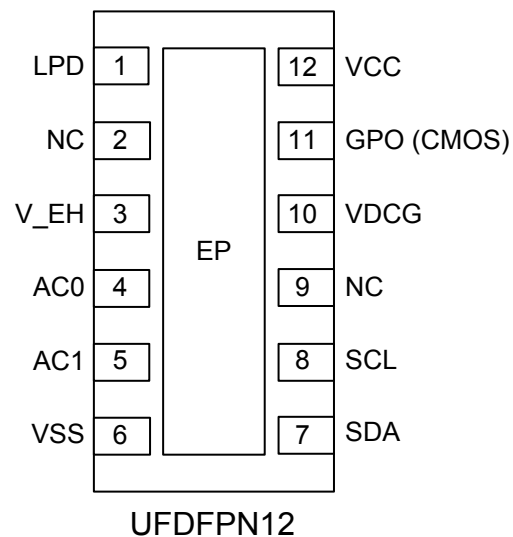 LPD 1 12 VCC
NC 2 11 GPO (CMOS)
V_EH 3 10 VDCG
EP
AC0 4 9 NC
AC1 5 8 SCL
VSS 6 7 SDA
UFDFPN12